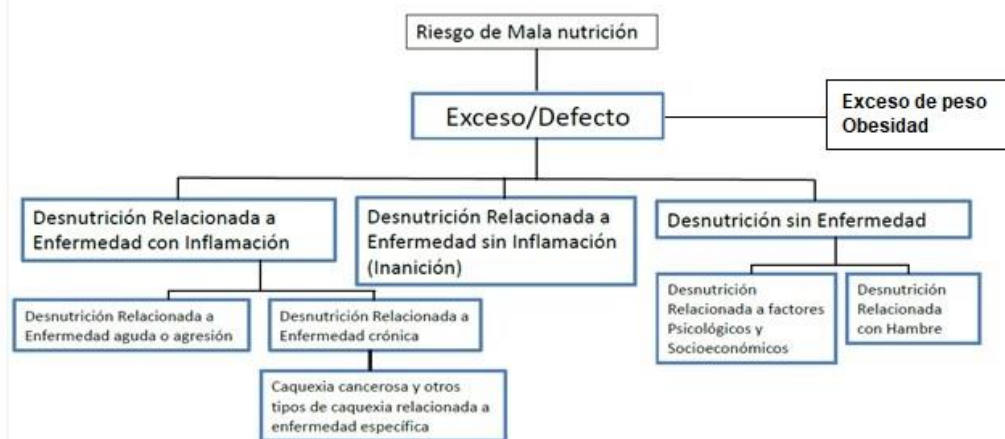 Riesgo de Mala nutrición
Exceso/Defecto
Exceso de peso
Obesidad
Desnutrición Relacionada a
Enfermedad con Inflamación
Desnutrición Relacionada a
Enfermedad sin Inflamación
(Inanición)
Desnutrición sin Enfermedad
Desnutrición Relacionada a
Enfermedad aguda o agresión
Desnutrición Relacionada a
Enfermedad crónica
Desnutrición
Relacionada a factores
Psicológicos y
Socioeconómicos
Desnutrición
Relacionada
con Hambre
Caquexia cancerosa y otros
tipos de caquexia relacionada a
enfermedad específica